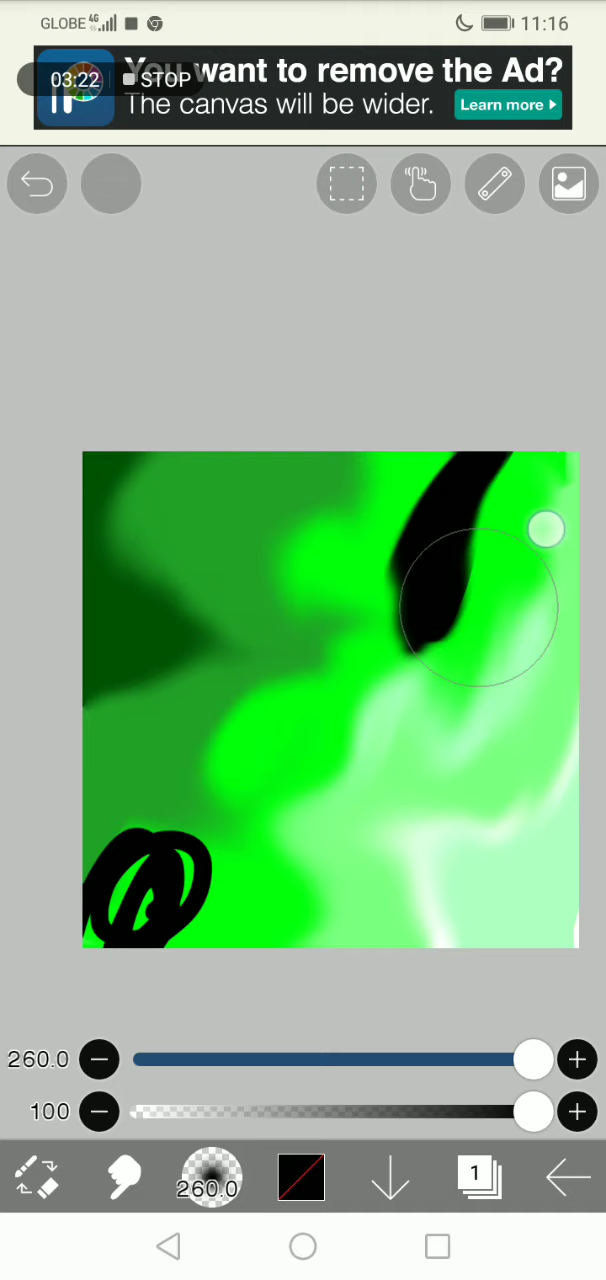 GLOBE 4G 11:16
03:22 STOP You want to remove the Ad?
The canvas will be wider. Learn more
260.0
100
260.0 1